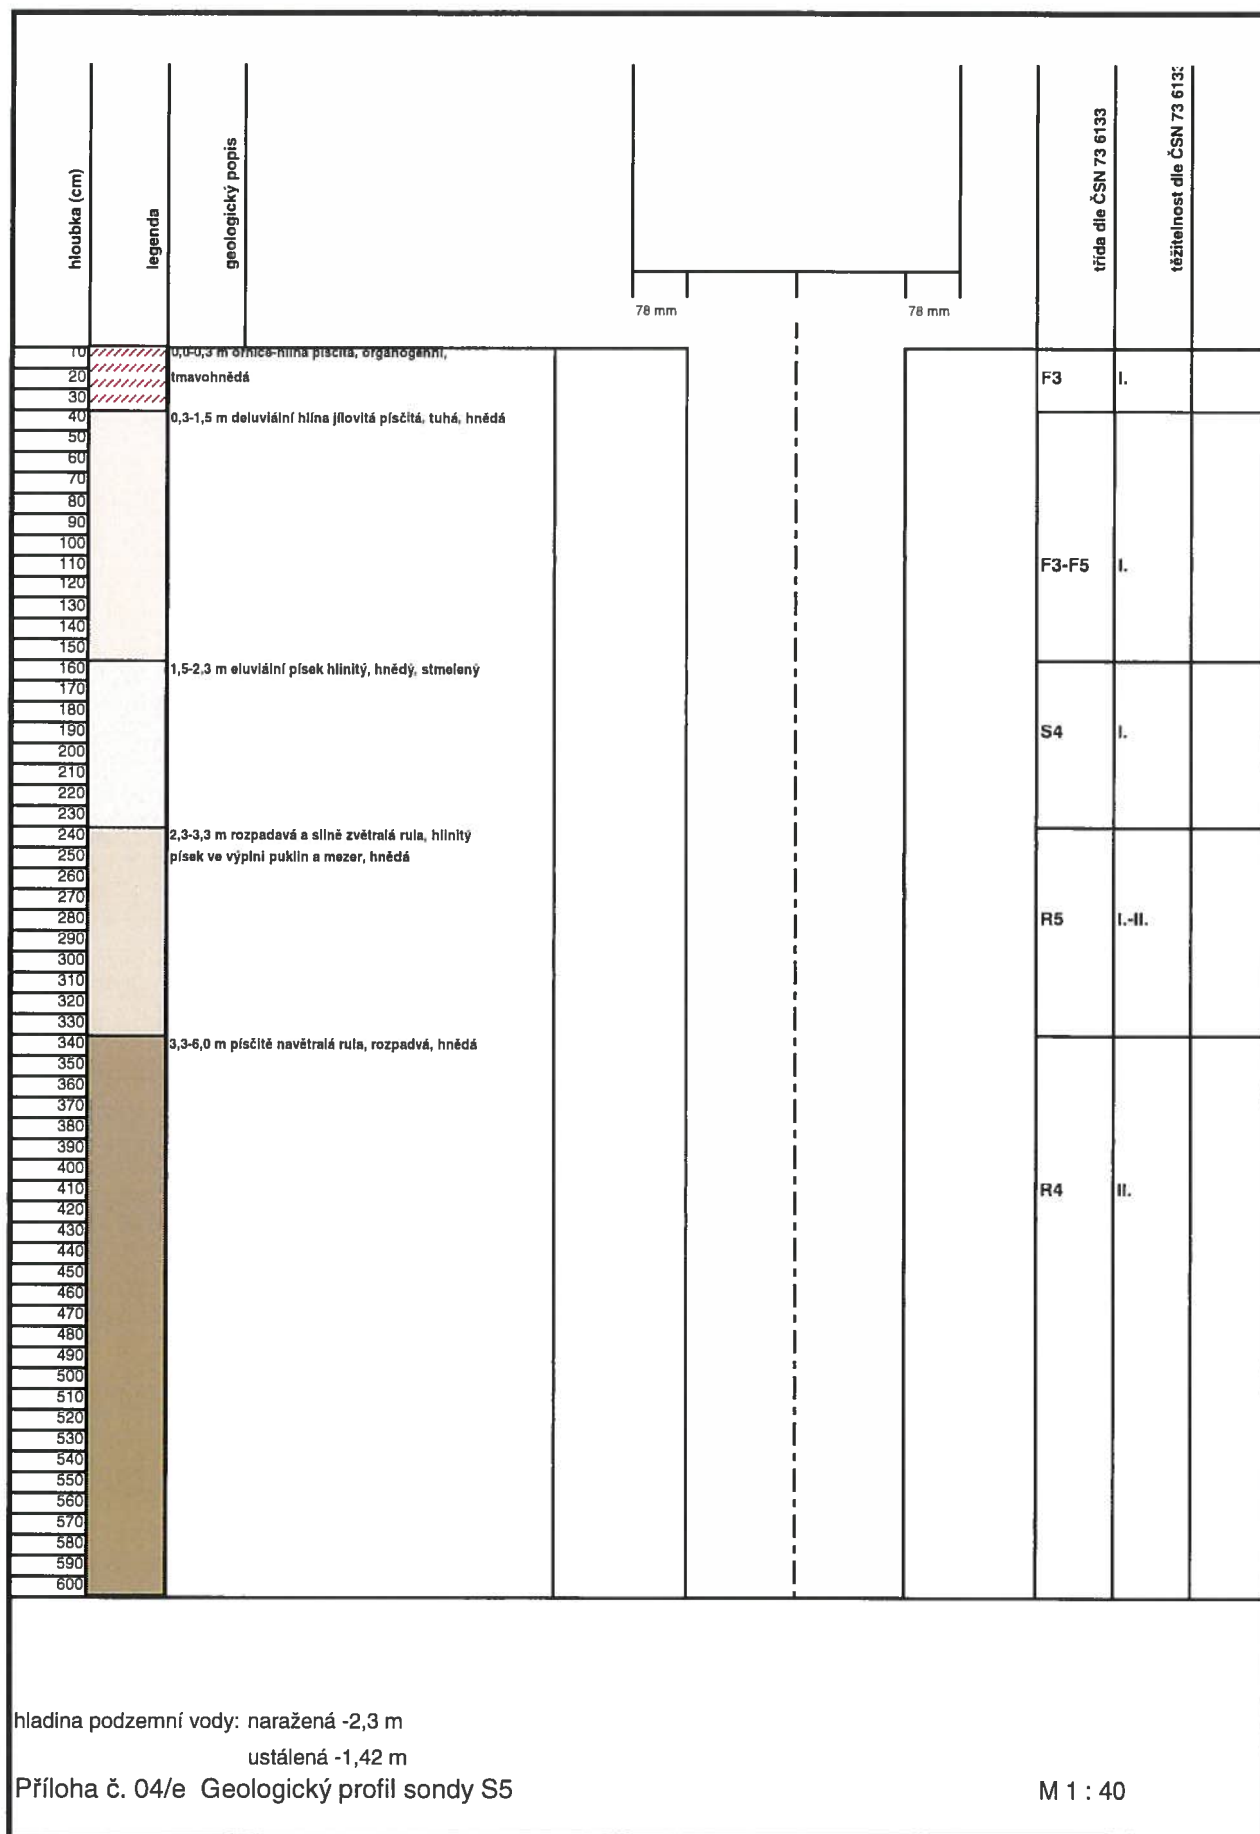 hloubka (cm)
legenda
geologický popis
třída dle ČSN 73 6133
těžitelnost dle ČSN 73 6133
78 mm
78 mm
10
0,0-0,3 m ornice-hlína písčitá, organogenní,
20
tmavohnědá
F3
I.
30
40
0,3-1,5 m deluviální hlína jílovitá písčitá, tuhá, hnědá
50
60
70
80
90
100
110
F3-F5
I.
120
130
140
150
160
1,5-2,3 m eluviální písek hlinitý, hnědý, stmelený
170
180
190
S4
I.
200
210
220
230
240
2,3-3,3 m rozpadavá a silně zvětralá rula, hlinitý
250
písek ve výplni puklin a mezer, hnědá
260
270
280
R5
I.-II.
290
300
310
320
330
340
3,3-6,0 m písčitě navětralá rula, rozpadvá, hnědá
350
360
370
380
390
400
410
R4
II.
420
430
440
450
460
470
480
490
500
510
520
530
540
550
560
570
580
590
600
hladina podzemní vody: naražená -2,3 m
ustálená -1,42 m
Příloha č. 04/e Geologický profil sondy S5
M 1 : 40